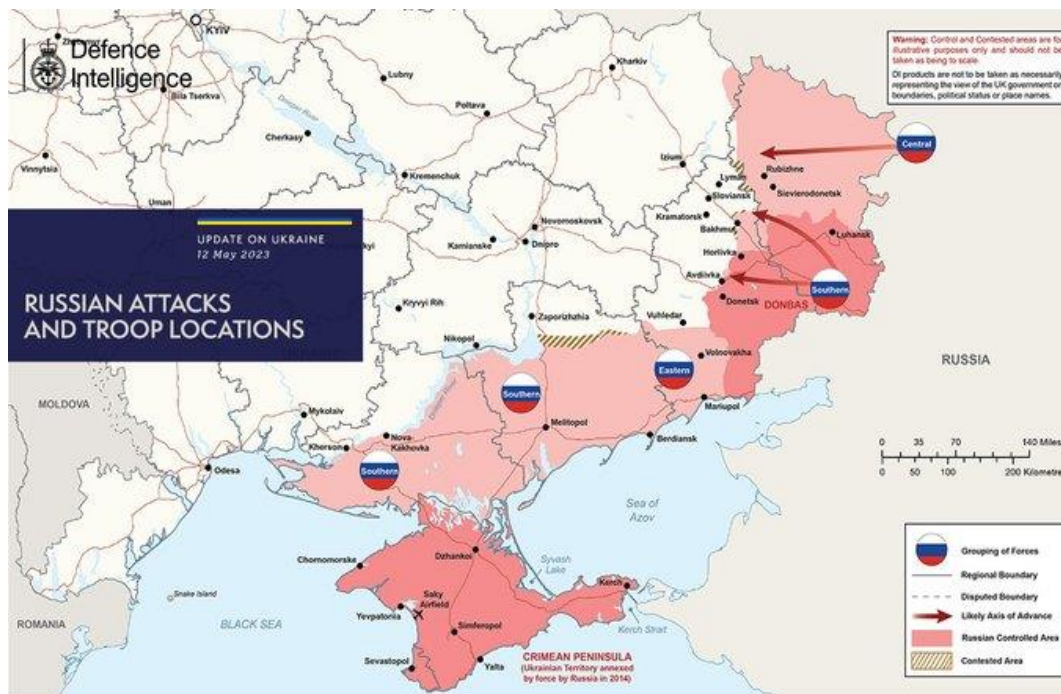 Defence
Intelligence
UPDATE ON UKRAINE
12 May 2023
RUSSIAN ATTACKS
AND TROOP LOCATIONS
Warning: Control and Contested areas are for
illustrative purposes only and should not be
taken as being to scale.
DI products are not to be taken as necessarily
representing the view of the UK government on
boundaries, political status or place names.
KYIV
Bila Tserkva
Lubny
Kharkiv
Poltava
Cherkasy
Vinnytsia
Kremenchuk
Uman
Izium
Lyman
Rubizhne
Sloviansk
Sievierodonetsk
Central
Kramatorsk
Bakhmut
Luhansk
Novomoskovsk
Kamianske
Dnipro
Horlivka
Avdiivka
Southern
DONBAS
Donetsk
Kryvyi Rih
Zaporizhzhia
Vuhledar
Nikopol
Volnovakha
RUSSIA
Eastern
Southern
MOLDOVA
Mykolaiv
Mariupol
Nova
Kakhovka
Melitopol
Kherson
Berdiansk
Southern
Odesa
0 35 70 140 Miles
0 50 100 200 Kilometre
Sea of
Azov
Chornomorske
Dzhankoi
Syvash
Lake
Kerch
Snake Island
Saky
Airfield
Yevpatoriia
ROMANIA
BLACK SEA
Simferopol
Kerch Strait
Sevastopol
Yalta
CRIMEAN PENINSULA
(Ukrainian Territory annexed
by force by Russia in 2014)
Grouping of Forces
Regional Boundary
Disputed Boundary
Likely Axis of Advance
Russian Controlled Area
Contested Area